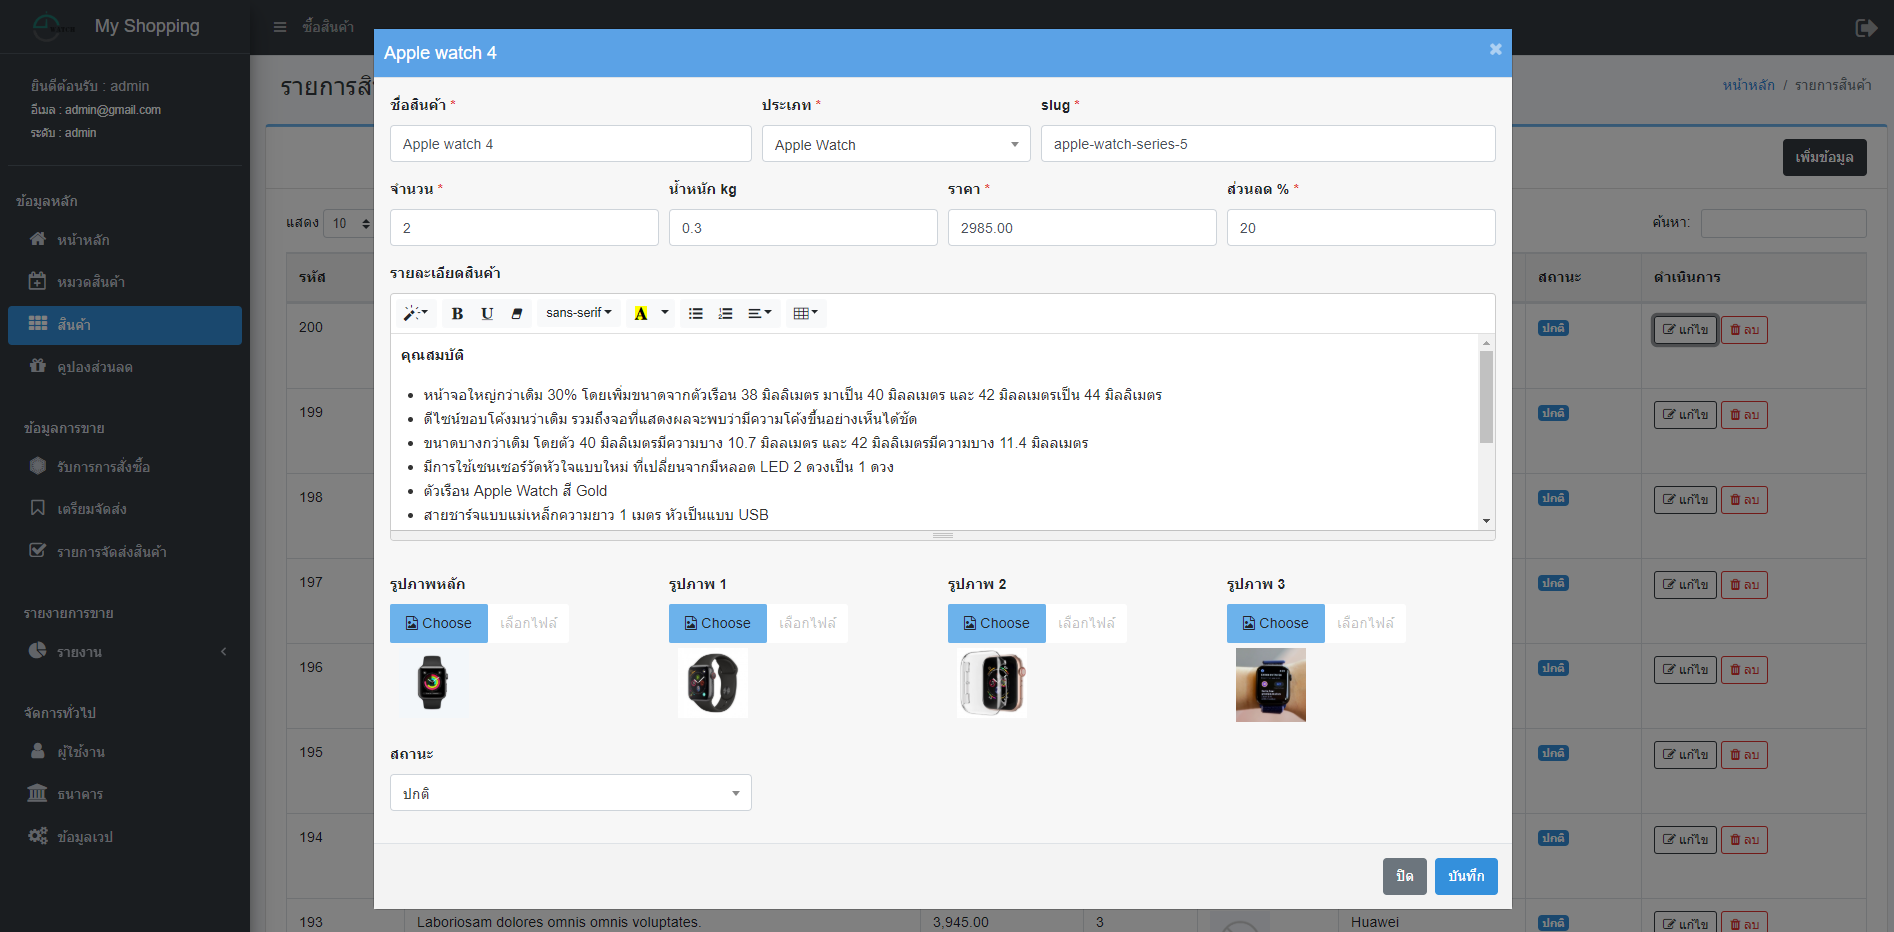 My Shopping
ซื้อสินค้า
ยินดีต้อนรับ : admin
อีเมล : admin@gmail.com
ระดับ : admin
ข้อมูลหลัก
หน้าหลัก
หมวดสินค้า
สินค้า
คูปองส่วนลด
ข้อมูลการขาย
รับการการสั่งซื้อ
เตรียมจัดส่ง
รายการจัดส่งสินค้า
รายงายการขาย
รายงาน
จัดการทั่วไป
ผู้ใช้งาน
ธนาคาร
ข้อมูลเวป
หน้าหลัก / รายการสินค้า
เพิ่มข้อมูล
แสดง 10
ค้นหา:
รหัส
สถานะ
ดำเนินการ
200 ปกติ แก้ไข ลบ
199 ปกติ แก้ไข ลบ
198 ปกติ แก้ไข ลบ
197 ปกติ แก้ไข ลบ
196 ปกติ แก้ไข ลบ
195 ปกติ แก้ไข ลบ
194 ปกติ แก้ไข ลบ
193 Laboriosam dolores omnis omnis voluptates. 3,945.00 3 Huawei ปกติ แก้ไข ลบ
Apple watch 4
ชื่อสินค้า * ประเภท * slug *
Apple watch 4 Apple Watch apple-watch-series-5
จำนวน * น้ำหนัก kg ราคา * ส่วนลด % *
2 0.3 2985.00 20
รายละเอียดสินค้า
B U sans-serif A
คุณสมบัติ
หน้าจอใหญ่กว่าเดิม 30% โดยเพิ่มขนาดจากตัวเรือน 38 มิลลิเมตร มาเป็น 40 มิลลเมตร และ 42 มิลลเมตรเป็น 44 มิลลิเมตร
ดีไซน์ขอบโค้งมนว่าเดิม รวมถึงจอที่แสดงผลจะพบว่ามีความโค้งขึ้นอย่างเห็นได้ชัด
ขนาดบางกว่าเดิม โดยตัว 40 มิลลิเมตรมีความบาง 10.7 มิลลเมตร และ 42 มิลลิเมตรมีความบาง 11.4 มิลลเมตร
มีการใช้เซนเซอร์วัดหัวใจแบบใหม่ ที่เปลี่ยนจากมีหลอด LED 2 ดวงเป็น 1 ดวง
ตัวเรือน Apple Watch สี Gold
สายชาร์จแบบแม่เหล็กความยาว 1 เมตร หัวเป็นแบบ USB
รูปภาพหลัก รูปภาพ 1 รูปภาพ 2 รูปภาพ 3
Choose เลือกไฟล์ Choose เลือกไฟล์ Choose เลือกไฟล์ Choose เลือกไฟล์
สถานะ
ปกติ
ปิด บันทึก